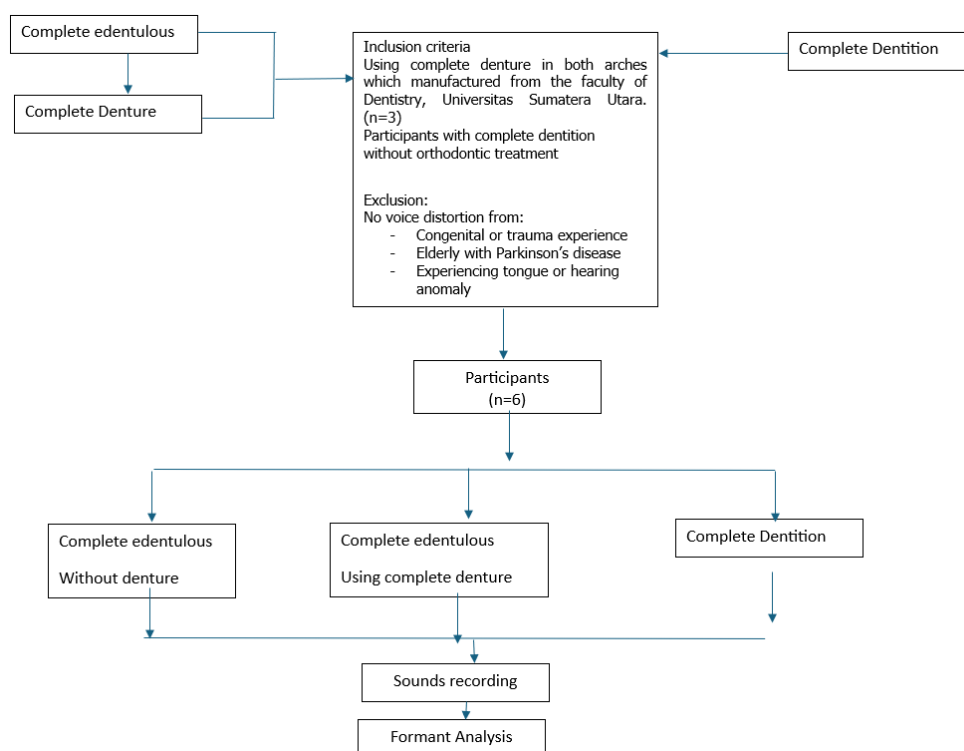 Complete edentulous
Complete Denture
Inclusion criteria
Using complete denture in both arches
which manufactured from the faculty of
Dentistry, Universitas Sumatera Utara.
(n=3)
Participants with complete dentition
without orthodontic treatment
Exclusion:
No voice distortion from:
- Congenital or trauma experience
- Elderly with Parkinson's disease
- Experiencing tongue or hearing
anomaly
Complete Dentition
Participants
(n=6)
Complete edentulous
Without denture
Complete edentulous
Using complete denture
Complete Dentition
Sounds recording
Formant Analysis